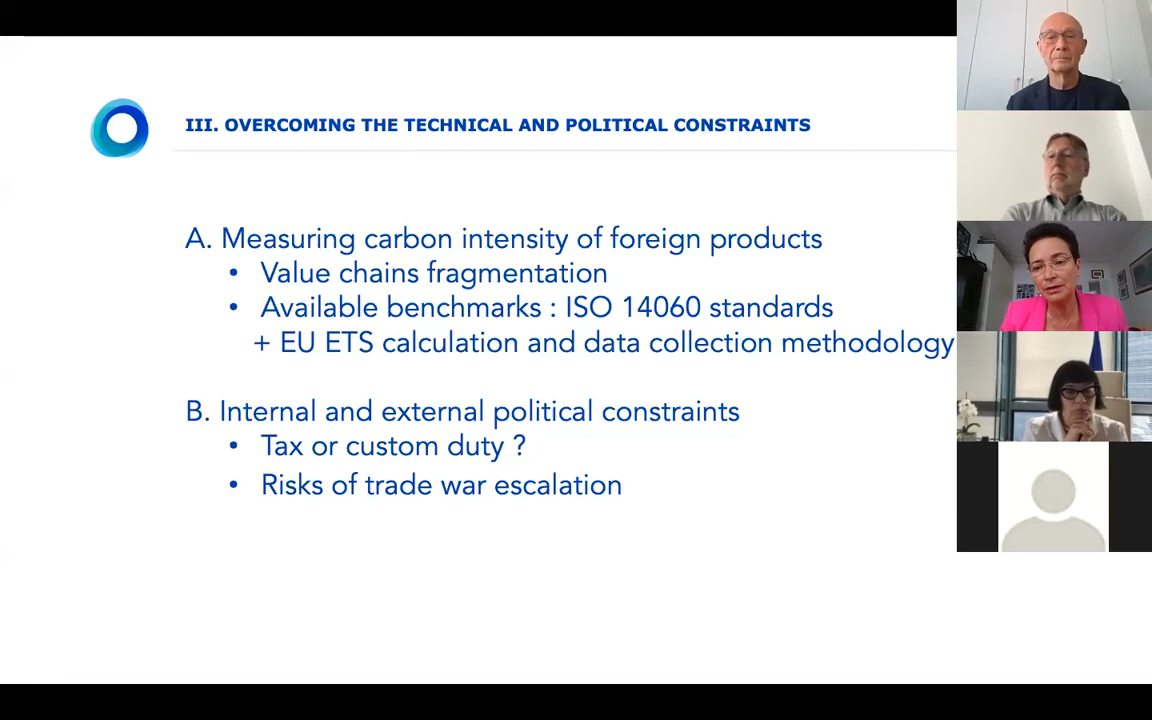 III. OVERCOMING THE TECHNICAL AND POLITICAL CONSTRAINTS
A. Measuring carbon intensity of foreign products
• Value chains fragmentation
• Available benchmarks : ISO 14060 standards
+ EU ETS calculation and data collection methodology
B. Internal and external political constraints
• Tax or custom duty ?
• Risks of trade war escalation